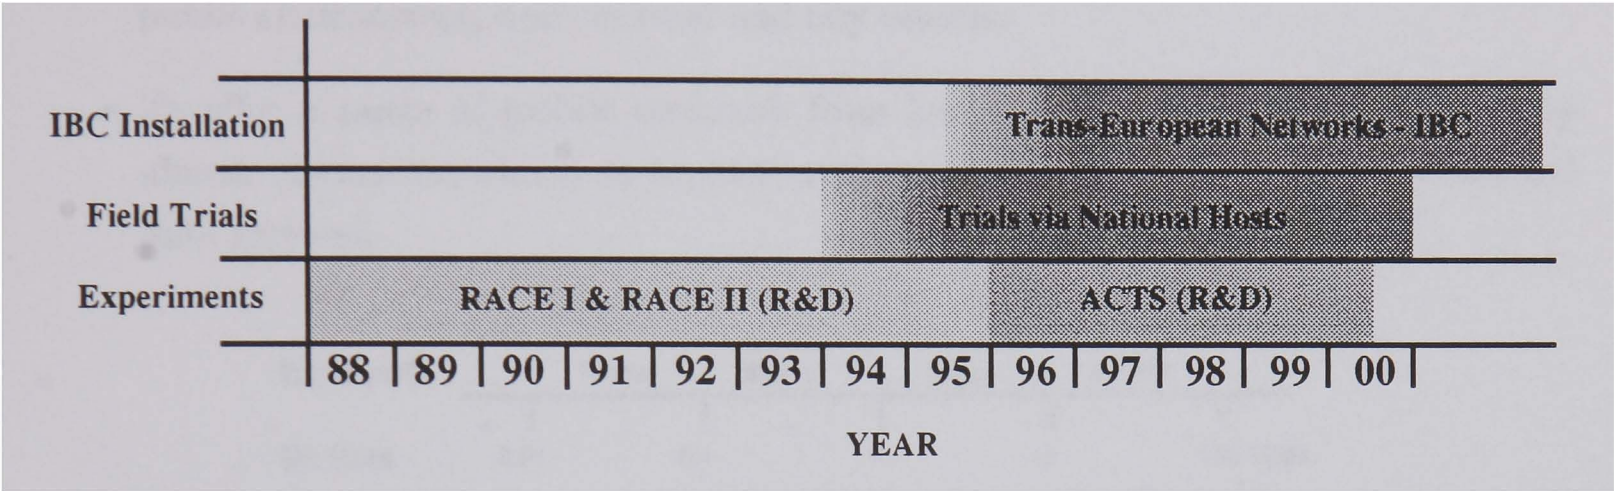 IBC Installation Trans-European Networks - IBC
Field Trials Trials via National Hosts
Experiments RACE I & RACE II (R&D) ACTS (R&D)
88 89 90 91 92 93 94 95 96 97 98 99 00
YEAR